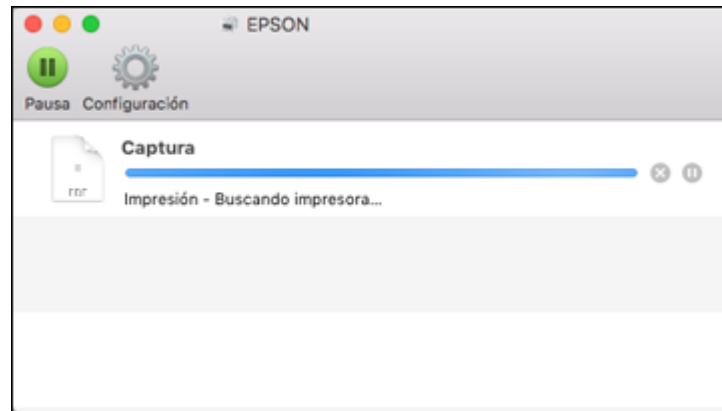 EPSON
Pausa Configuración
Captura
Impresión - Buscando impresora...